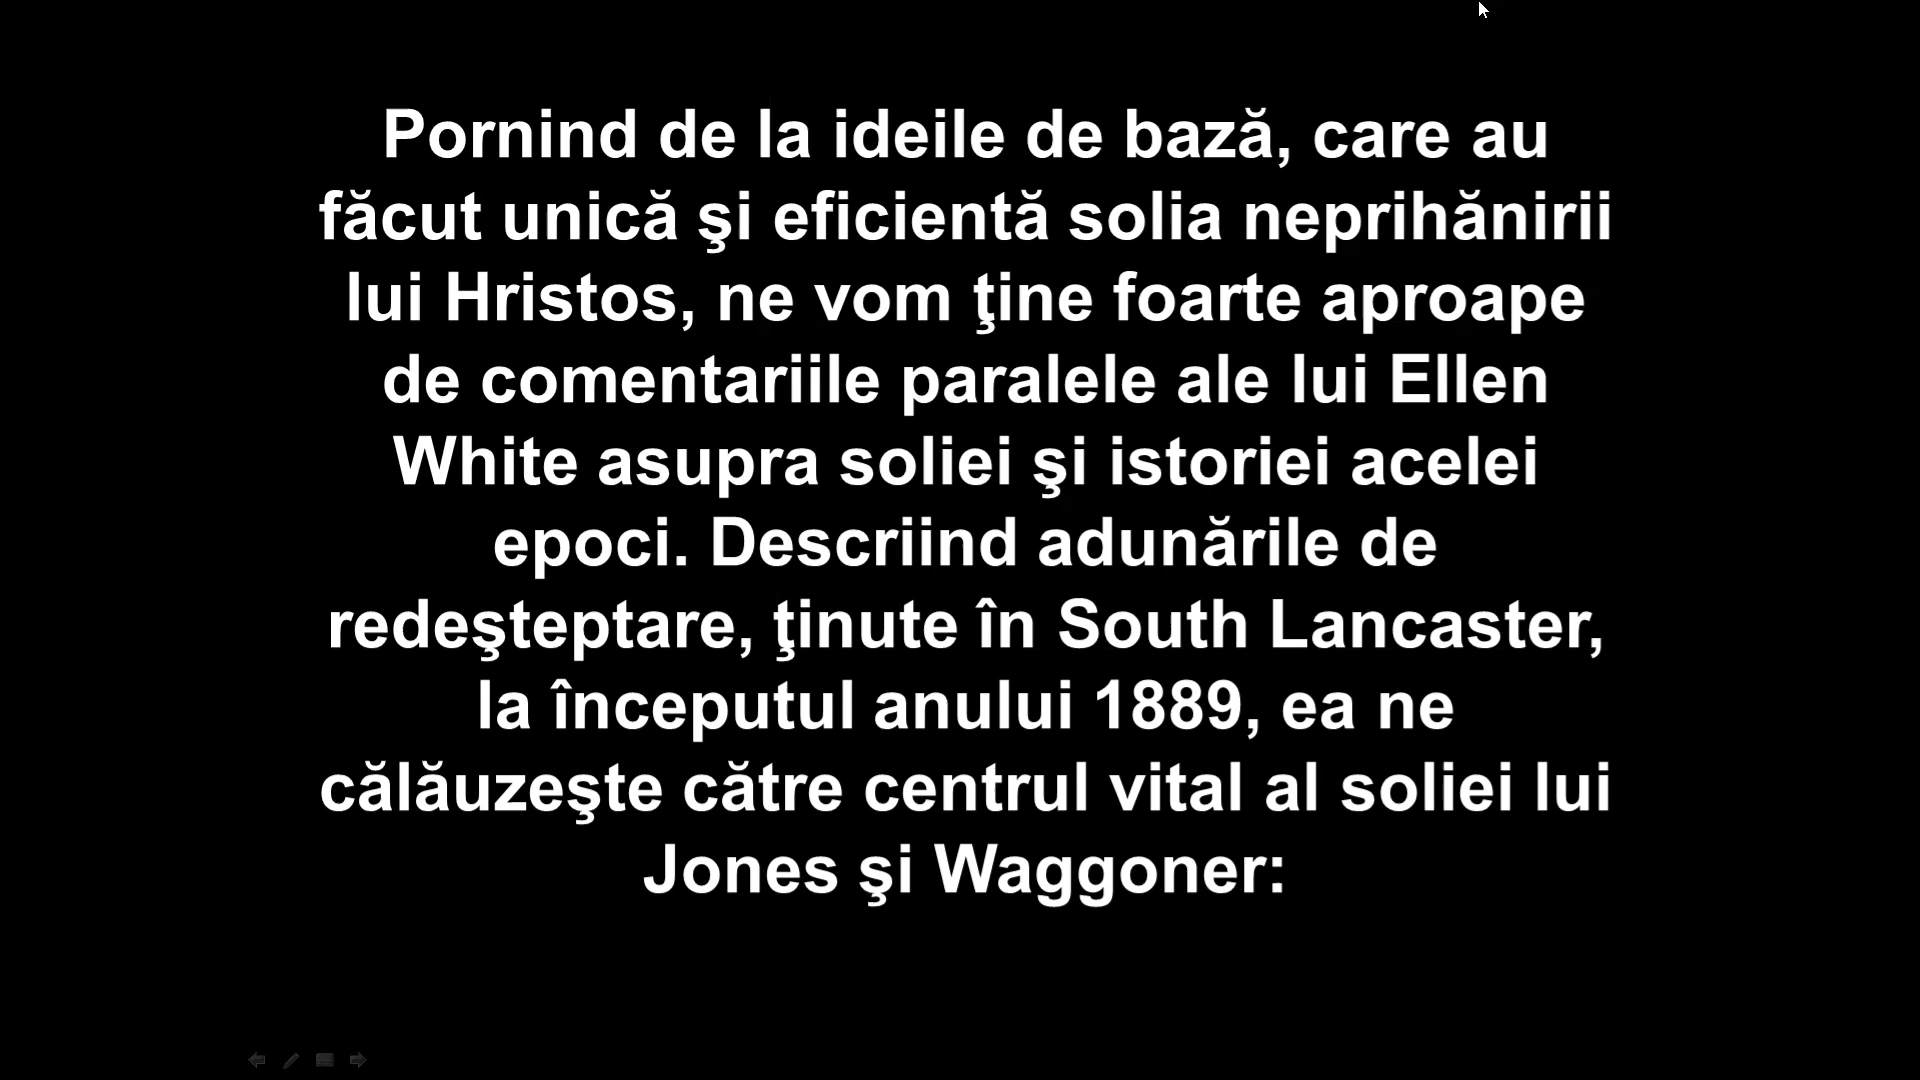 Pornind de la ideile de bază, care au
făcut unică şi eficientă solia neprihănirii
lui Hristos, ne vom ţine foarte aproape
de comentariile paralele ale lui Ellen
White asupra soliei şi istoriei acelei
epoci. Descriind adunările de
redeşteptare, ţinute în South Lancaster,
la începutul anului 1889, ea ne
călăuzeşte către centrul vital al soliei lui
Jones şi Waggoner: